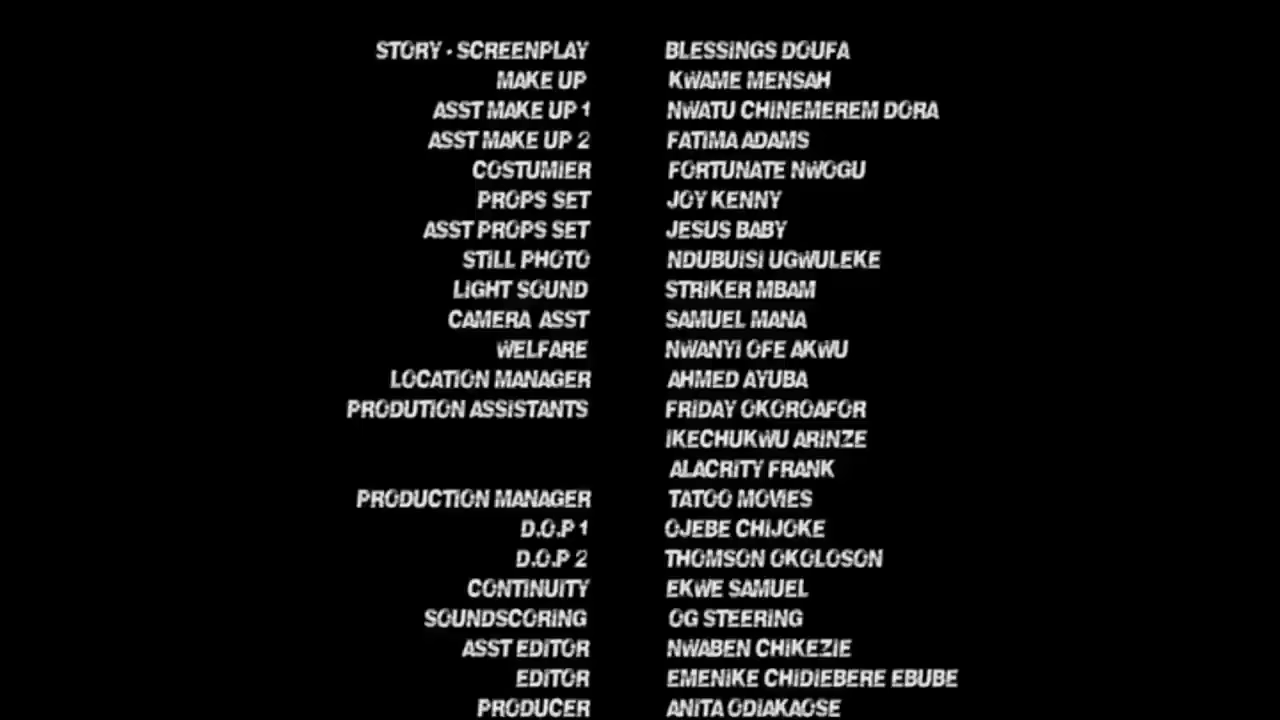 STORY - SCREENPLAY BLESSINGS DOUFA
MAKE UP KWAME MENSAH
ASST MAKE UP 1 NWATU CHINEMEREM DORA
ASST MAKE UP 2 FATIMA ADAMS
COSTUMIER FORTUNATE NWOGU
PROPS SET JOY KENNY
ASST PROPS SET JESUS BABY
STILL PHOTO NDUBUISI UGWULEKE
LIGHT SOUND STRIKER MBAM
CAMERA ASST SAMUEL MANA
WELFARE NWANYI OFE AKWU
LOCATION MANAGER AHMED AYUBA
PRODUTION ASSISTANTS FRIDAY OKOROAFOR
IKECHUKWU ARINZE
ALACRITY FRANK
PRODUCTION MANAGER TATOO MOVIES
D.O.P 1 OJEBE CHIJOKE
D.O.P 2 THOMSON OKOLOSON
CONTINUITY EKWE SAMUEL
SOUNDSCORING OG STEERING
ASST EDITOR NWABEN CHIKEZIE
EDITOR EMENIKE CHIDIEBERE EBUBE
PRODUCER ANITA ODIAKAOSE